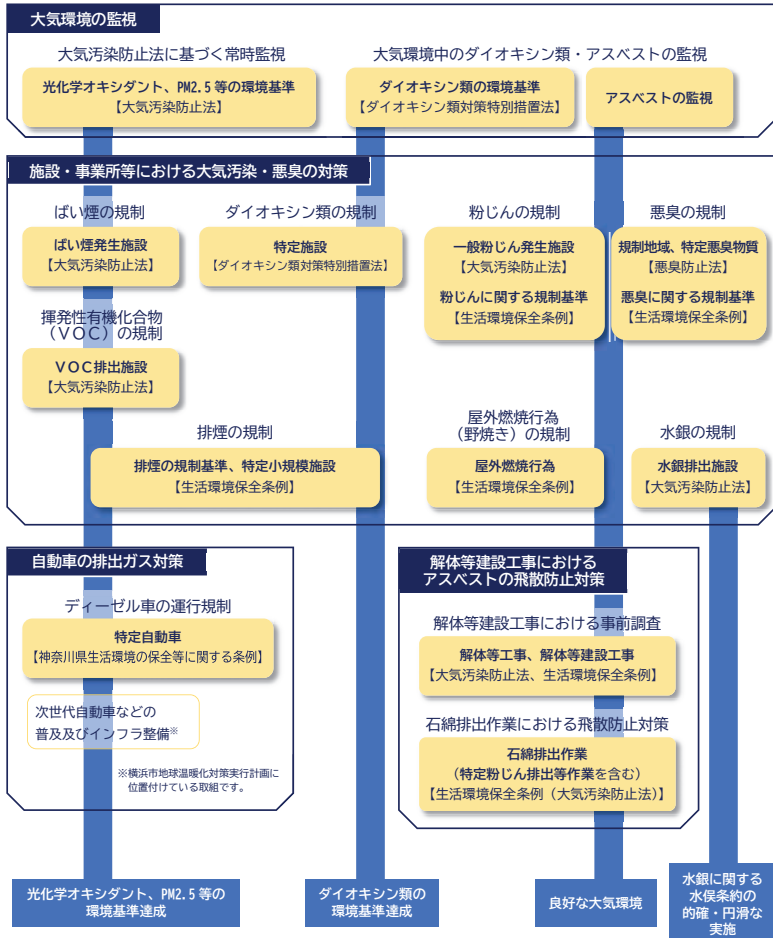 大気環境の監視
大気汚染防止法に基づく常時監視
光化学オキシダント、PM2.5 等の環境基準
【大気汚染防止法】
大気環境中のダイオキシン類・アスベストの監視
ダイオキシン類の環境基準
【ダイオキシン類対策特別措置法】
アスベストの監視
施設・事業所等における大気汚染・悪臭の対策
ばい煙の規制
ばい煙発生施設
【大気汚染防止法】
ダイオキシン類の規制
特定施設
【ダイオキシン類対策特別措置法】
粉じんの規制
一般粉じん発生施設
【大気汚染防止法】
粉じんに関する規制基準
【生活環境保全条例】
悪臭の規制
規制地域、特定悪臭物質
【悪臭防止法】
悪臭に関する規制基準
【生活環境保全条例】
揮発性有機化合物
（ＶＯＣ）の規制
ＶＯＣ排出施設
【大気汚染防止法】
排煙の規制
排煙の規制基準、特定小規模施設
【生活環境保全条例】
屋外燃焼行為
（野焼き）の規制
屋外燃焼行為
【生活環境保全条例】
水銀の規制
水銀排出施設
【大気汚染防止法】
自動車の排出ガス対策
ディーゼル車の運行規制
特定自動車
【神奈川県生活環境の保全等に関する条例】
次世代自動車などの
普及及びインフラ整備※
※横浜市地球温暖化対策実行計画に
位置付けている取組です。
解体等建設工事における
アスベストの飛散防止対策
解体等建設工事における事前調査
解体等工事、解体等建設工事
【大気汚染防止法、生活環境保全条例】
石綿排出作業における飛散防止対策
石綿排出作業
（特定粉じん排出等作業を含む）
【生活環境保全条例（大気汚染防止法）】
光化学オキシダント、PM2.5 等の
環境基準達成
ダイオキシン類の
環境基準達成
良好な大気環境
水銀に関する
水俣条約の
的確・円滑な
実施